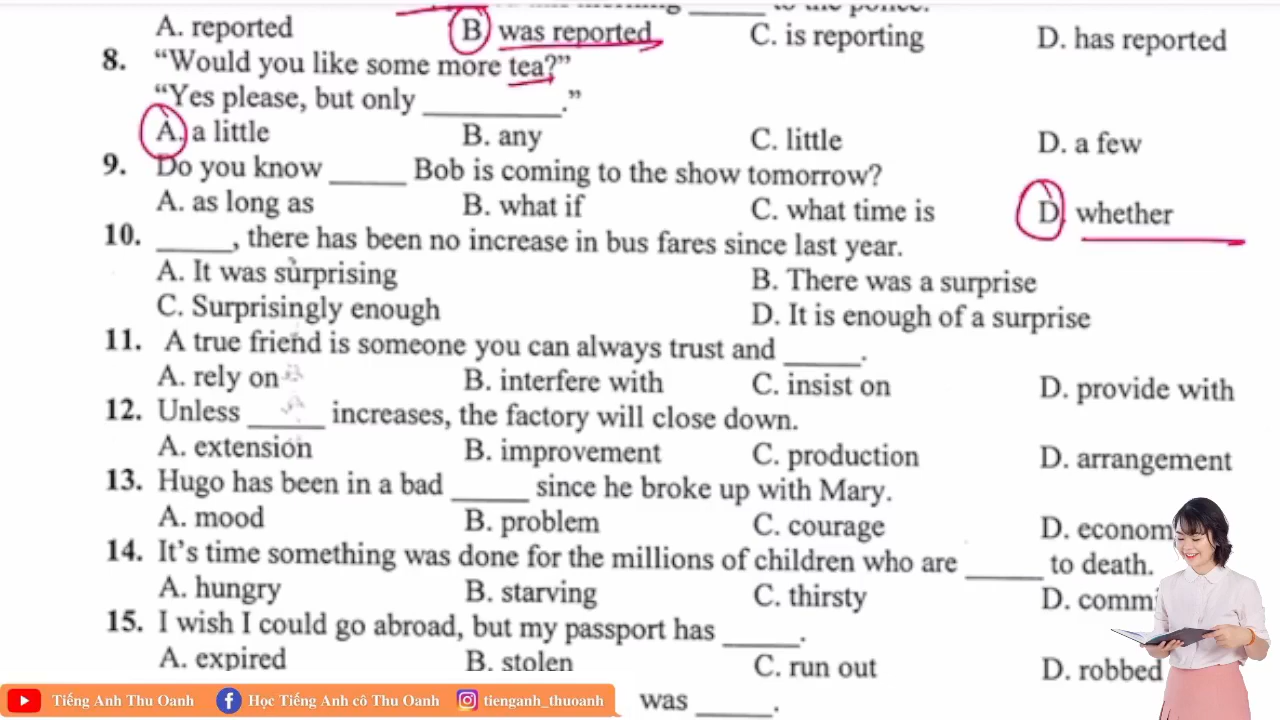 to the police.
A. reported B. was reported C. is reporting D. has reported
8. “Would you like some more tea?”
“Yes please, but only ________.”
A. a little B. any C. little D. a few
9. Do you know _____ Bob is coming to the show tomorrow?
A. as long as B. what if C. what time is D. whether
10. _____, there has been no increase in bus fares since last year.
A. It was surprising B. There was a surprise
C. Surprisingly enough D. It is enough of a surprise
11. A true friend is someone you can always trust and _____.
A. rely on B. interfere with C. insist on D. provide with
12. Unless _____ increases, the factory will close down.
A. extension B. improvement C. production D. arrangement
13. Hugo has been in a bad _____ since he broke up with Mary.
A. mood B. problem C. courage D. econom
14. It’s time something was done for the millions of children who are _____ to death.
A. hungry B. starving C. thirsty D. comm
15. I wish I could go abroad, but my passport has _____.
A. expired B. stolen C. run out D. robbed
was _____.
Tiếng Anh Thu Oanh Học Tiếng Anh cô Thu Oanh tienganh_thuoanh